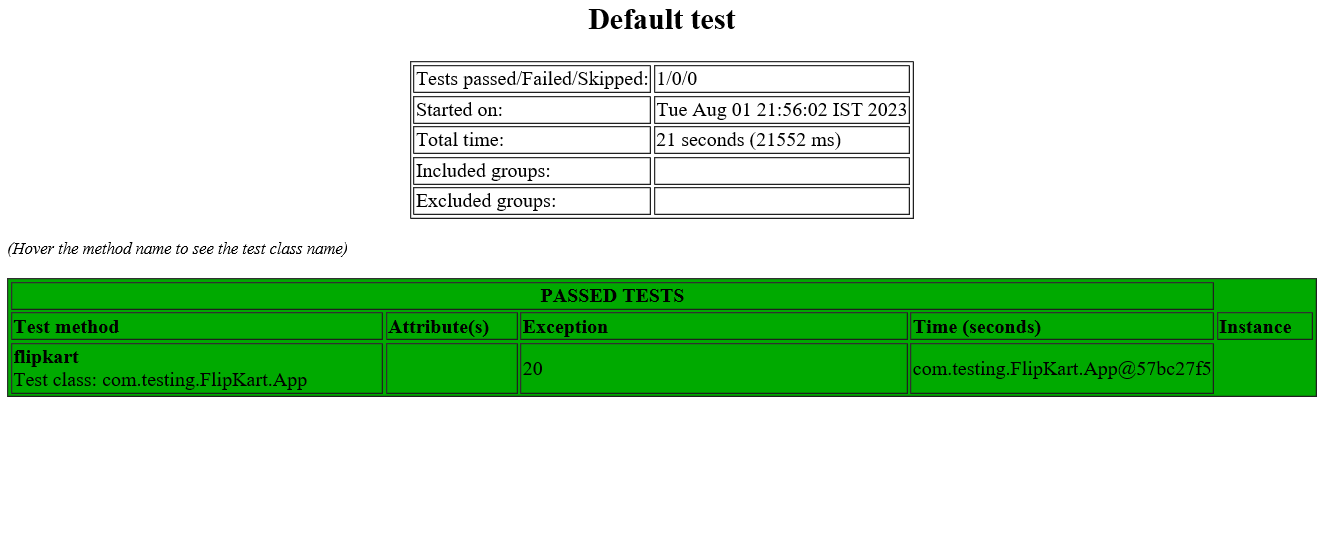 Default test
Tests passed/Failed/Skipped: 1/0/0
Started on: Tue Aug 01 21:56:02 IST 2023
Total time: 21 seconds (21552 ms)
Included groups:
Excluded groups:
(Hover the method name to see the test class name)
PASSED TESTS
Test method Attribute(s) Exception Time (seconds) Instance
flipkart
Test class: com.testing.FlipKart.App 20 com.testing.FlipKart.App@57bc27f5